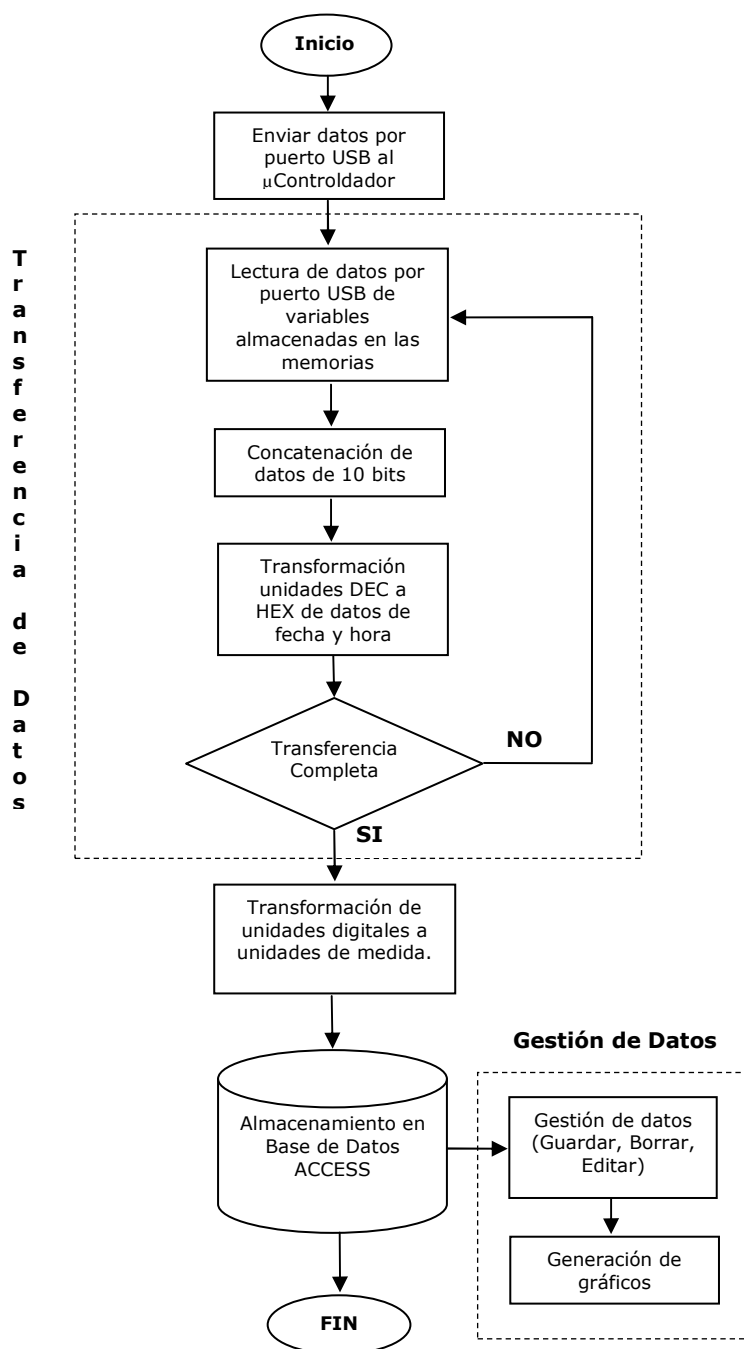 Inicio
Enviar datos por
puerto USB al
µControldador
Transferencia de Datos
Lectura de datos por
puerto USB de
variables
almacenadas en las
memorias
Concatenación de
datos de 10 bits
Transformación
unidades DEC a
HEX de datos de
fecha y hora
Transferencia
Completa
NO
SI
Transformación de
unidades digitales a
unidades de medida.
Almacenamiento en
Base de Datos
ACCESS
Gestión de Datos
Gestión de datos
(Guardar, Borrar,
Editar)
Generación de
gráficos
FIN